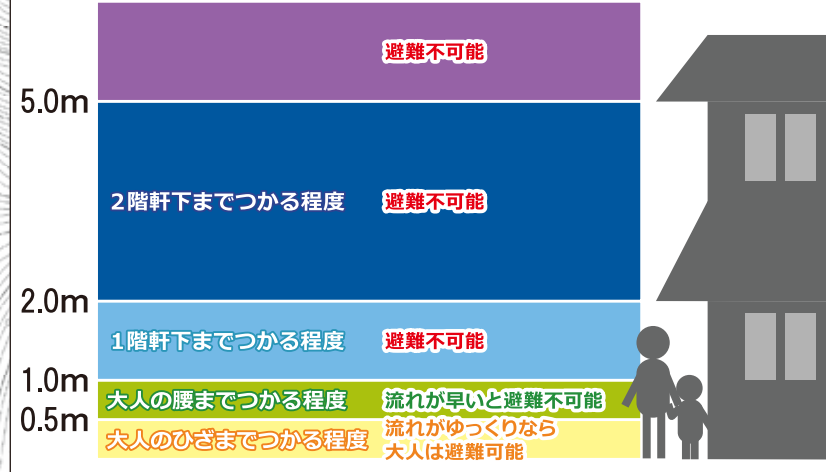 避難不可能
5.0m
2階軒下までつかる程度 避難不可能
2.0m
1階軒下までつかる程度 避難不可能
1.0m
大人の腰までつかる程度 流れが早いと避難不可能
0.5m
大人のひざまでつかる程度 流れがゆっくりなら
大人は避難可能